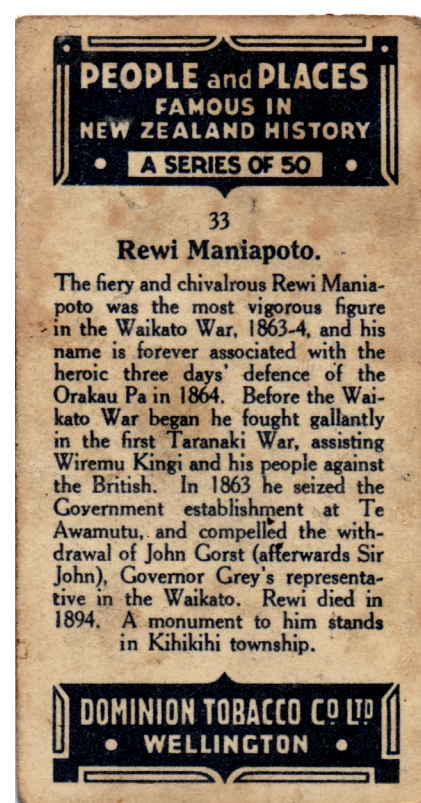 PEOPLE and PLACES
FAMOUS IN
NEW ZEALAND HISTORY
A SERIES OF 50
33
Rewi Maniapoto.
The fiery and chivalrous Rewi Mania-
poto was the most vigorous figure
in the Waikato War, 1863-4, and his
name is forever associated with the
heroic three days' defence of the
Orakau Pa in 1864. Before the Wai-
kato War began he fought gallantly
in the first Taranaki War, assisting
Wiremu Kingi and his people against
the British. In 1863 he seized the
Government establishment at Te
Awamutu, and compelled the with-
drawal of John Gorst (afterwards Sir
John), Governor Grey's representa-
tive in the Waikato. Rewi died in
1894. A monument to him stands
in Kihikihi township.
DOMINION TOBACCO CO LTD
• WELLINGTON •